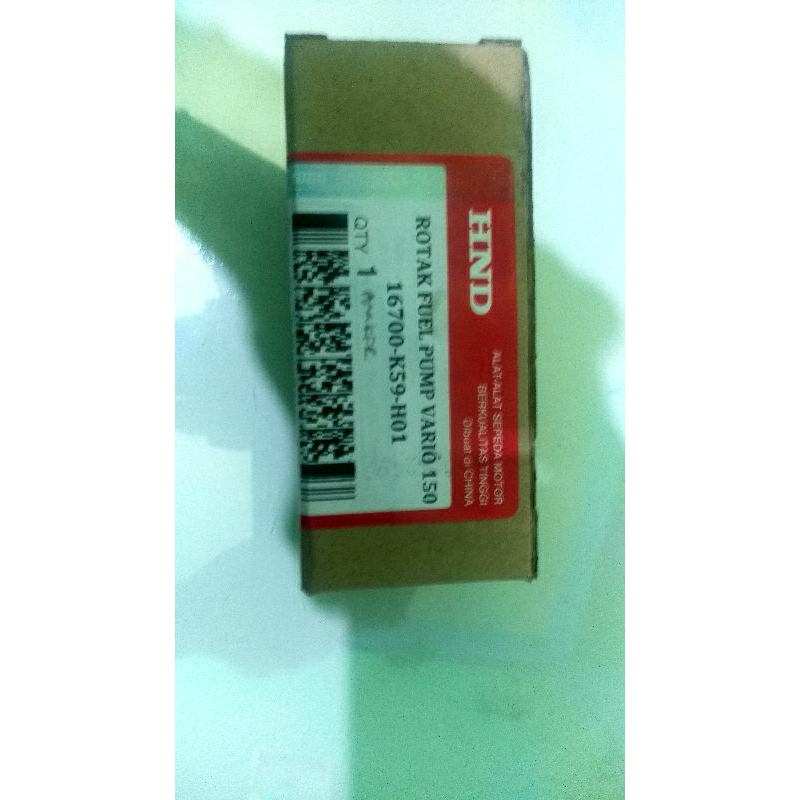 HND
ALAT-ALAT SEPEDA MOTOR
BERKUALITAS TINGGI
Dibuat di CHINA
ROTAK FUEL PUMP VARIO 150
16700-K59-H01
QTY 1